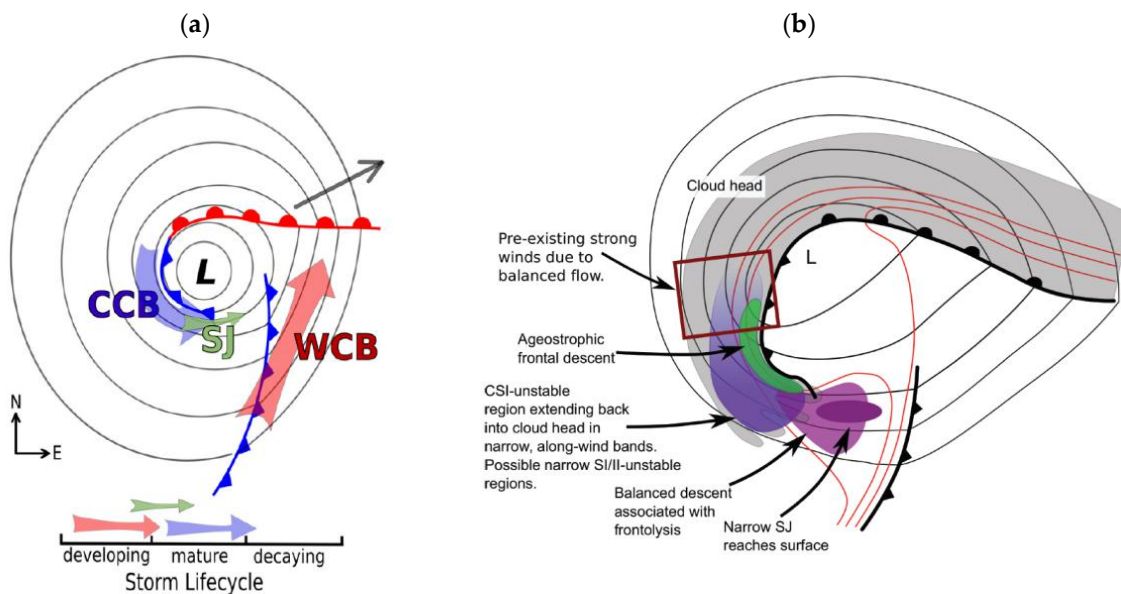 (a)
L
CCB
SJ
WCB
N
E
developing mature decaying
Storm Lifecycle
(b)
Cloud head
L
Pre-existing strong
winds due to
balanced flow.
Ageostrophic
frontal descent
CSI-unstable
region extending back
into cloud head in
narrow, along-wind bands.
Possible narrow SI/II-unstable
regions.
Balanced descent
associated with
frontolysis
Narrow SJ
reaches surface